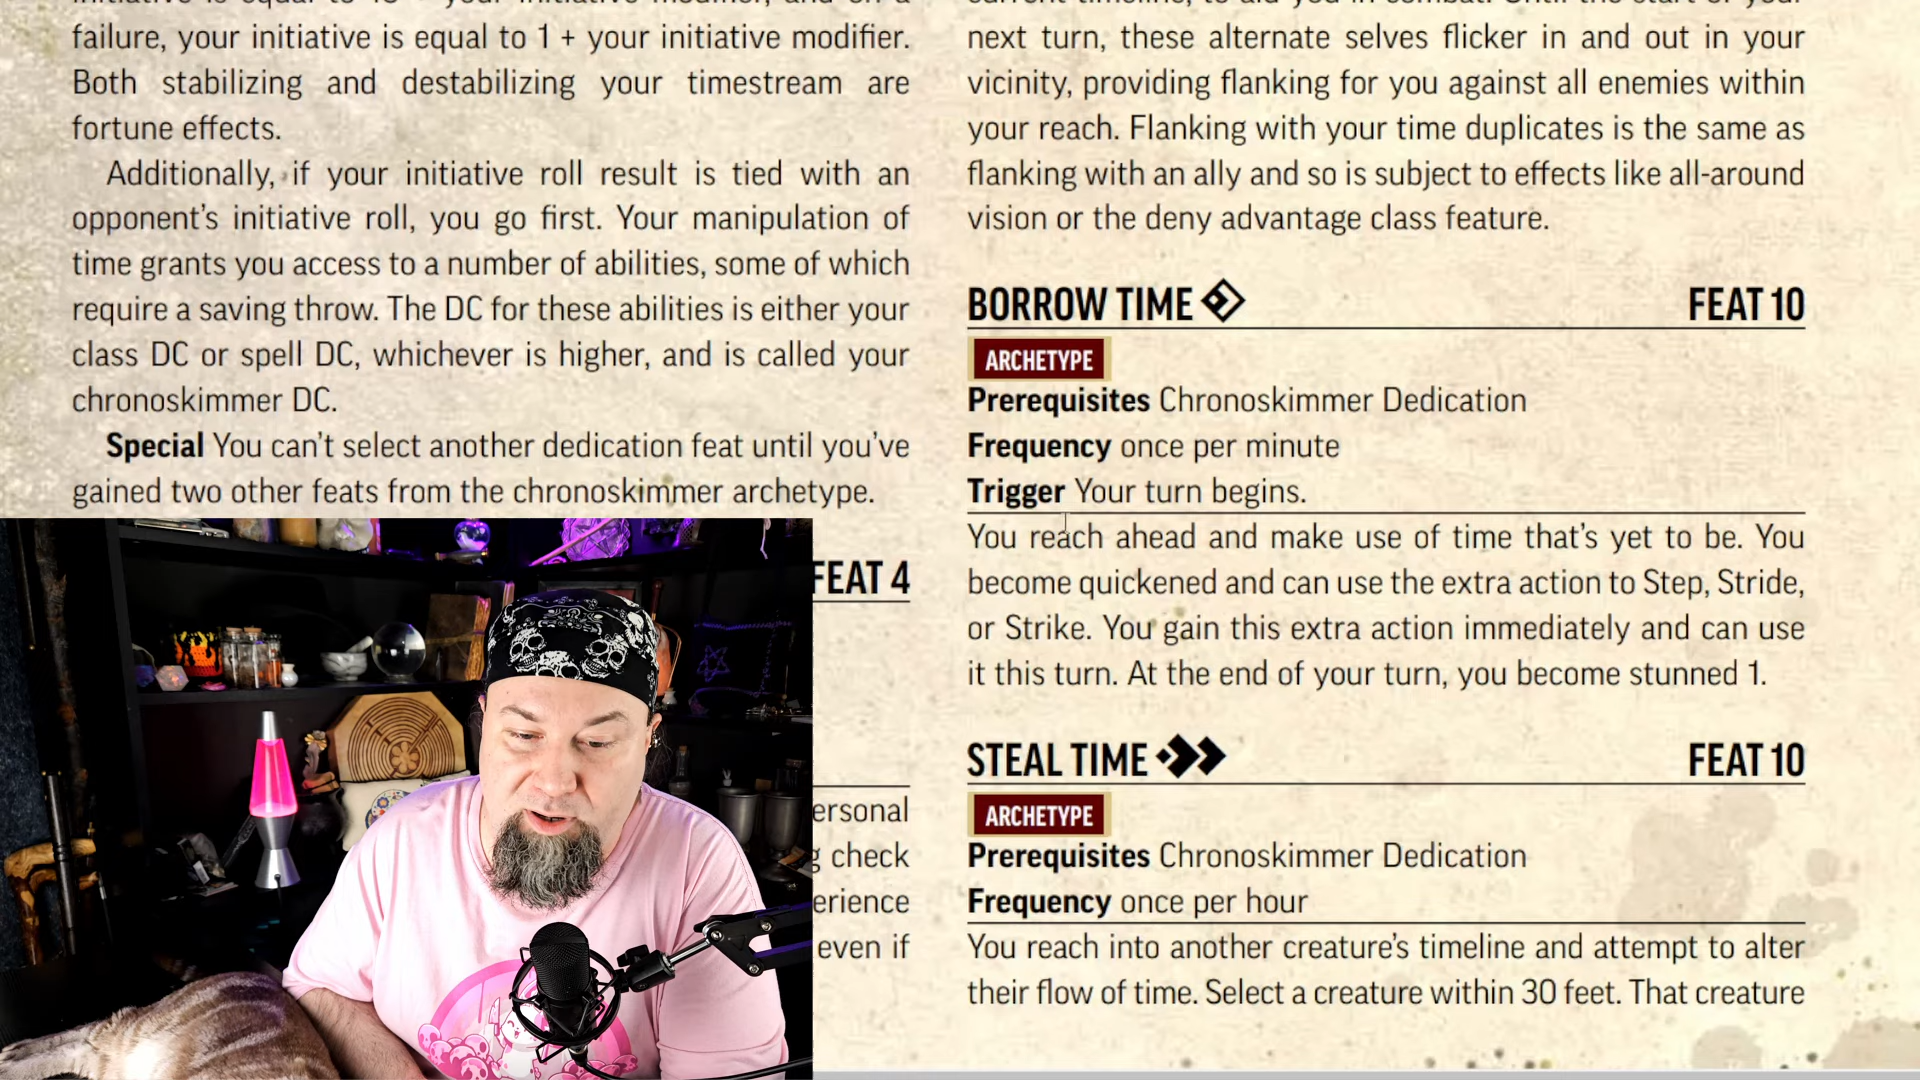 failure, your initiative is equal to 1 + your initiative modifier.
Both stabilizing and destabilizing your timestream are
fortune effects.
Additionally, if your initiative roll result is tied with an
opponent’s initiative roll, you go first. Your manipulation of
time grants you access to a number of abilities, some of which
require a saving throw. The DC for these abilities is either your
class DC or spell DC, whichever is higher, and is called your
chronoskimmer DC.
Special You can’t select another dedication feat until you’ve
gained two other feats from the chronoskimmer archetype.
FEAT 4
ersonal
check
erience
even if
next turn, these alternate selves flicker in and out in your
vicinity, providing flanking for you against all enemies within
your reach. Flanking with your time duplicates is the same as
flanking with an ally and so is subject to effects like all-around
vision or the deny advantage class feature.
BORROW TIME FEAT 10
ARCHETYPE
Prerequisites Chronoskimmer Dedication
Frequency once per minute
Trigger Your turn begins.
You reach ahead and make use of time that’s yet to be. You
become quickened and can use the extra action to Step, Stride,
or Strike. You gain this extra action immediately and can use
it this turn. At the end of your turn, you become stunned 1.
STEAL TIME FEAT 10
ARCHETYPE
Prerequisites Chronoskimmer Dedication
Frequency once per hour
You reach into another creature’s timeline and attempt to alter
their flow of time. Select a creature within 30 feet. That creature